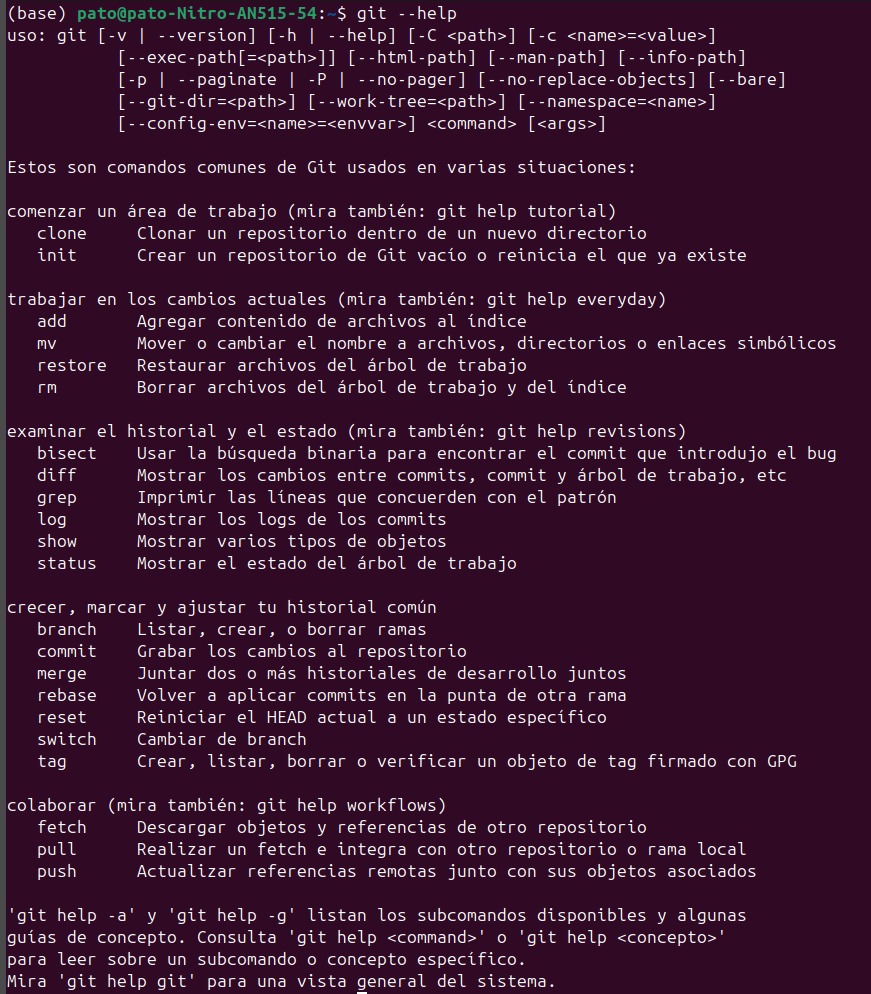 (base) pato@pato-Nitro-AN515-54:~$ git --help
uso: git [-v | --version] [-h | --help] [-C <path>] [-c <name>=<value>]
           [--exec-path[=<path>]] [--html-path] [--man-path] [--info-path]
           [-p | --paginate | -P | --no-pager] [--no-replace-objects] [--bare]
           [--git-dir=<path>] [--work-tree=<path>] [--namespace=<name>]
           [--config-env=<name>=<envvar>] <command> [<args>]

Estos son comandos comunes de Git usados en varias situaciones:

comenzar un área de trabajo (mira también: git help tutorial)
   clone     Clonar un repositorio dentro de un nuevo directorio
   init      Crear un repositorio de Git vacío o reinicia el que ya existe

trabajar en los cambios actuales (mira también: git help everyday)
   add       Agregar contenido de archivos al índice
   mv        Mover o cambiar el nombre a archivos, directorios o enlaces simbólicos
   restore   Restaurar archivos del árbol de trabajo
   rm        Borrar archivos del árbol de trabajo y del índice

examinar el historial y el estado (mira también: git help revisions)
   bisect    Usar la búsqueda binaria para encontrar el commit que introdujo el bug
   diff      Mostrar los cambios entre commits, commit y árbol de trabajo, etc
   grep      Imprimir las líneas que concuerden con el patrón
   log       Mostrar los logs de los commits
   show      Mostrar varios tipos de objetos
   status    Mostrar el estado del árbol de trabajo

crecer, marcar y ajustar tu historial común
   branch    Listar, crear, o borrar ramas
   commit    Grabar los cambios al repositorio
   merge     Juntar dos o más historiales de desarrollo juntos
   rebase    Volver a aplicar commits en la punta de otra rama
   reset     Reiniciar el HEAD actual a un estado específico
   switch    Cambiar de branch
   tag       Crear, listar, borrar o verificar un objeto de tag firmado con GPG

colaborar (mira también: git help workflows)
   fetch     Descargar objetos y referencias de otro repositorio
   pull      Realizar un fetch e integra con otro repositorio o rama local
   push      Actualizar referencias remotas junto con sus objetos asociados

'git help -a' y 'git help -g' listan los subcomandos disponibles y algunas
guías de concepto. Consulta 'git help <command>' o 'git help <concepto>'
para leer sobre un subcomando o concepto específico.
Mira 'git help git' para una vista general del sistema.